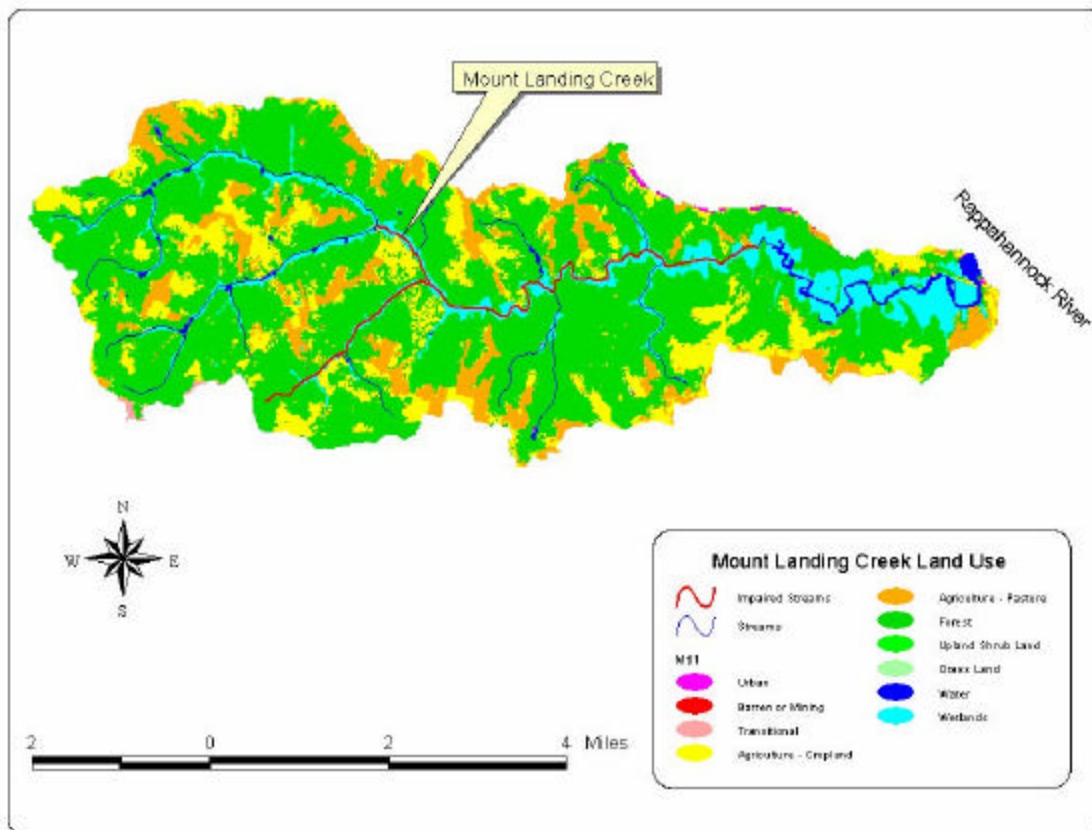 Mount Landing Creek
Rappahannock River
N
W E
S
Mount Landing Creek Land Use
Impaired Streams
Streams
Urban
Barren or Mining
Transitional
Agriculture - Cropland
Agriculture - Pasture
Forest
Upland Shrub Land
Grass Land
Water
Wetlands
2 0 2 4 Miles